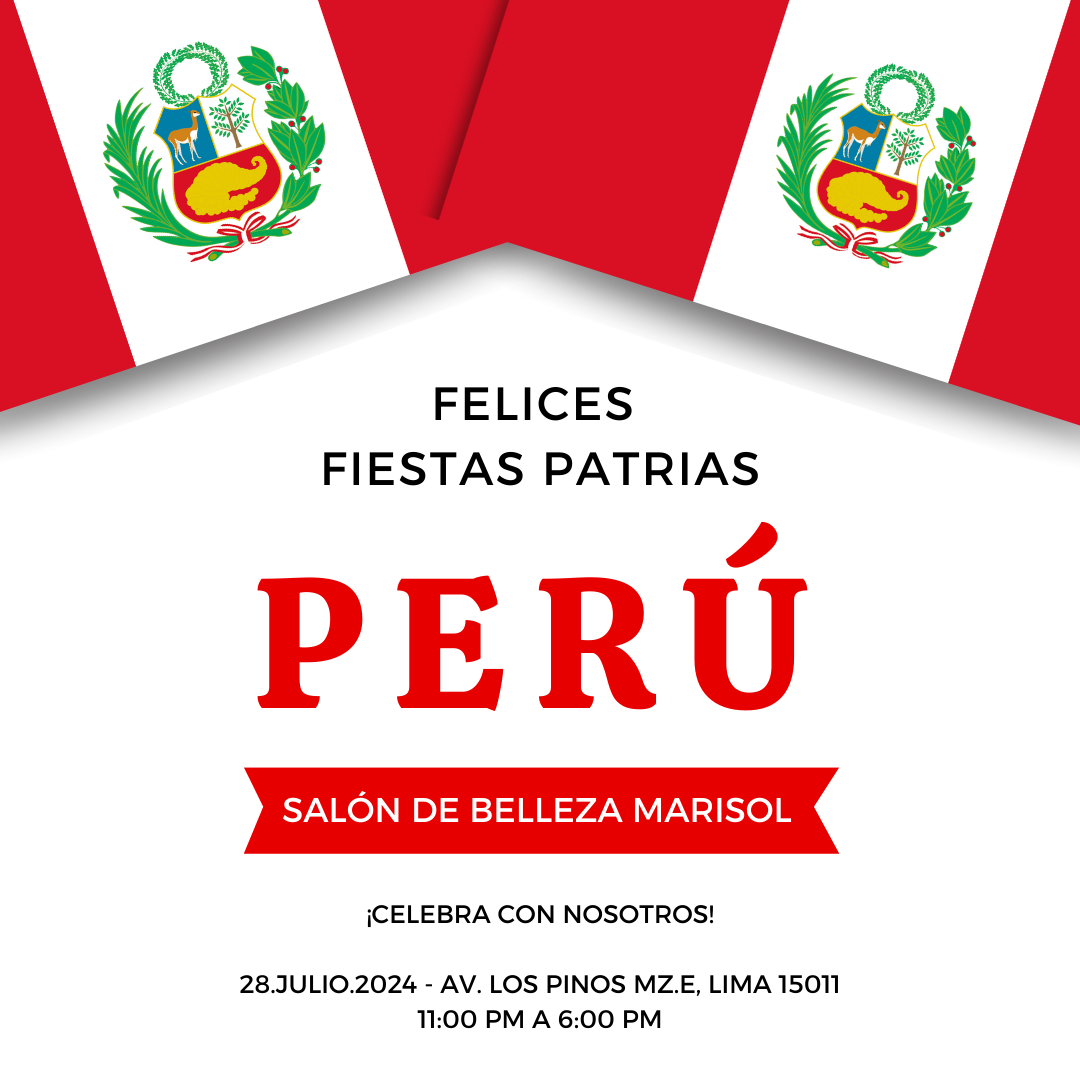 FELICES
FIESTAS PATRIAS
PERÚ
SALÓN DE BELLEZA MARISOL
¡CELEBRA CON NOSOTROS!
28.JULIO.2024 - AV. LOS PINOS MZ.E, LIMA 15011
11:00 PM A 6:00 PM